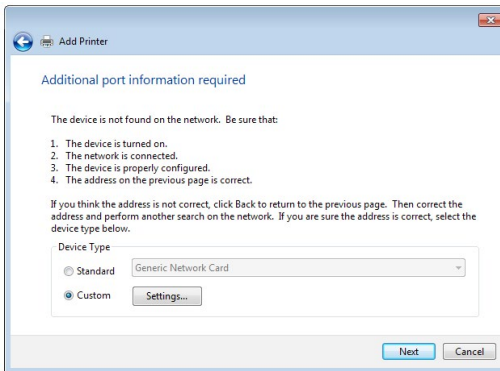 Add Printer
Additional port information required
The device is not found on the network. Be sure that:
1. The device is turned on.
2. The network is connected.
3. The device is properly configured.
4. The address on the previous page is correct.
If you think the address is not correct, click Back to return to the previous page. Then correct the
address and perform another search on the network. If you are sure the address is correct, select the
device type below.
Device Type
Standard
Generic Network Card
Custom
Settings...
Next
Cancel